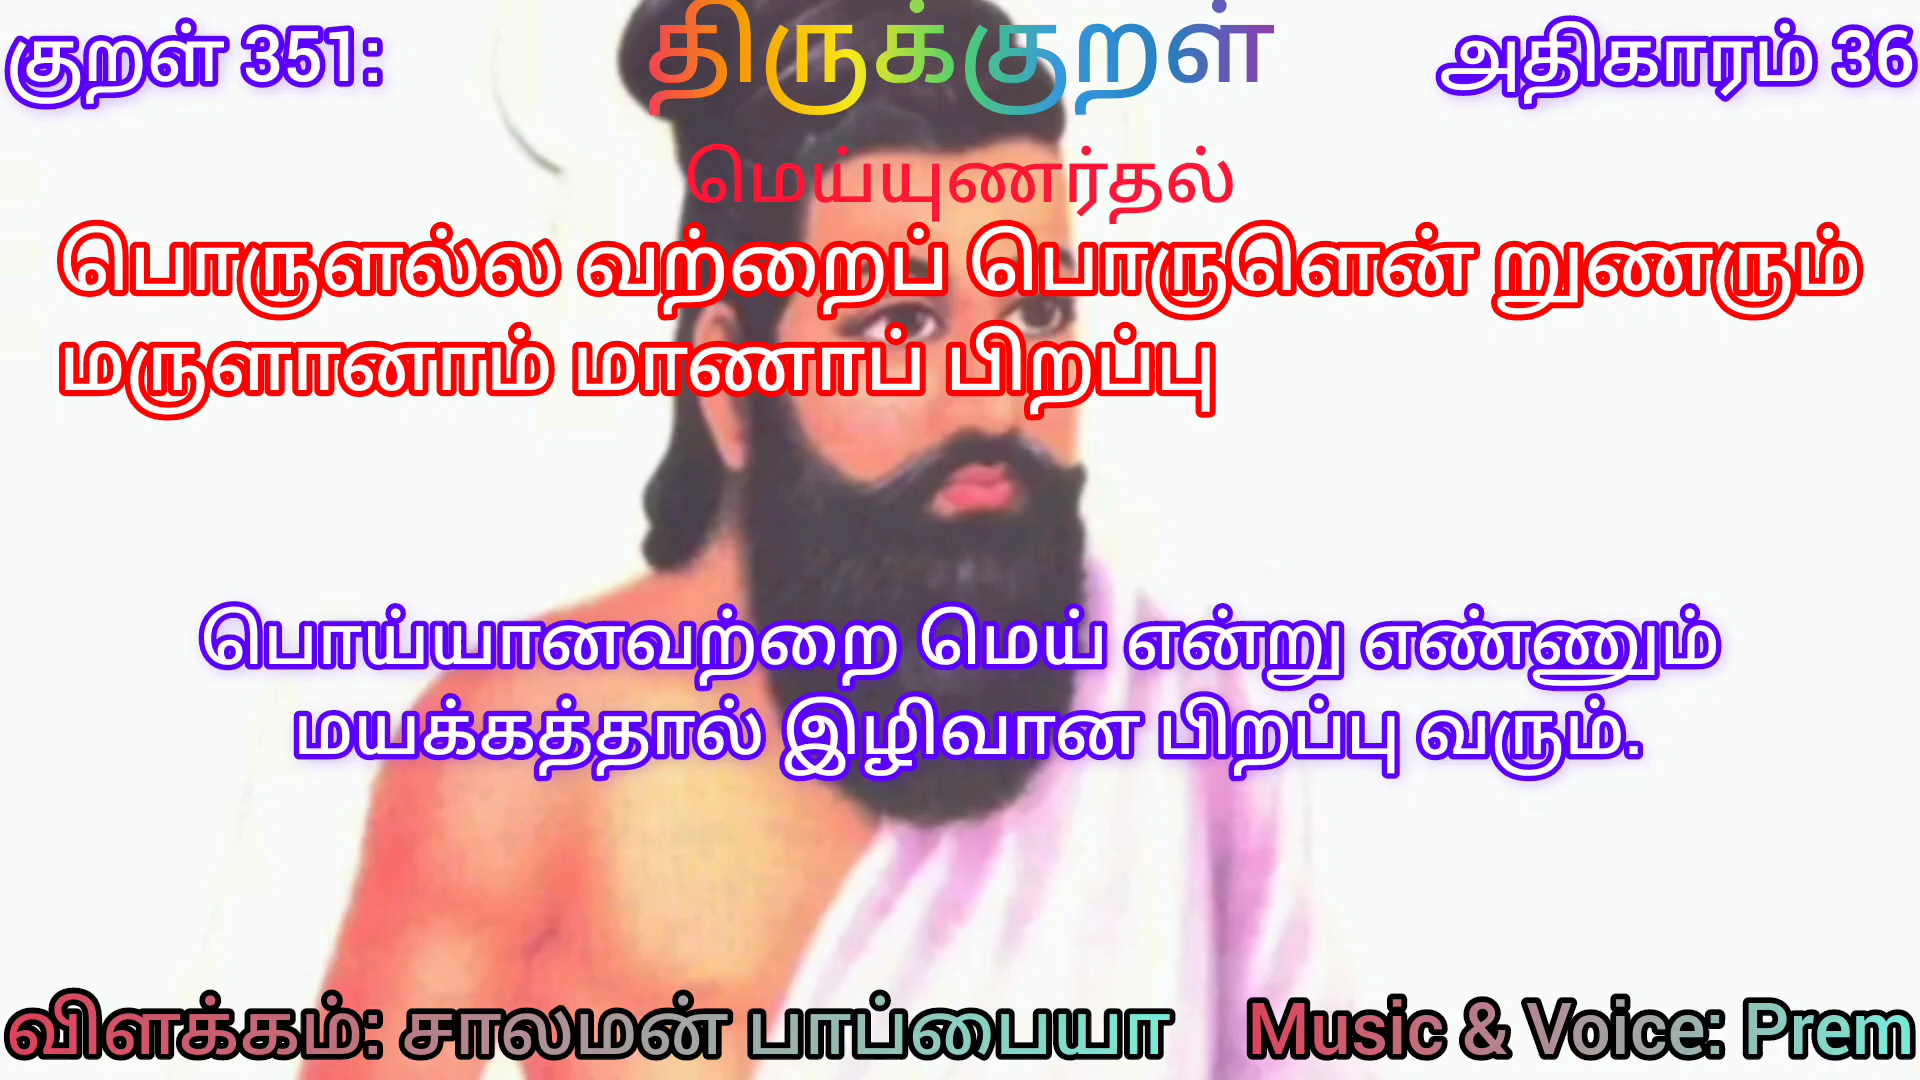 குறள் 351:
திருக்குறள்
அதிகாரம் 36
மெய்யுணர்தல்
பொருளல்ல வற்றைப் பொருளென் றுணரும்
மருளானாம் மாணாப் பிறப்பு
பொய்யானவற்றை மெய் என்று எண்ணும்
மயக்கத்தால் இழிவான பிறப்பு வரும்.
விளக்கம்: சாலமன் பாப்பையா
Music & Voice: Prem